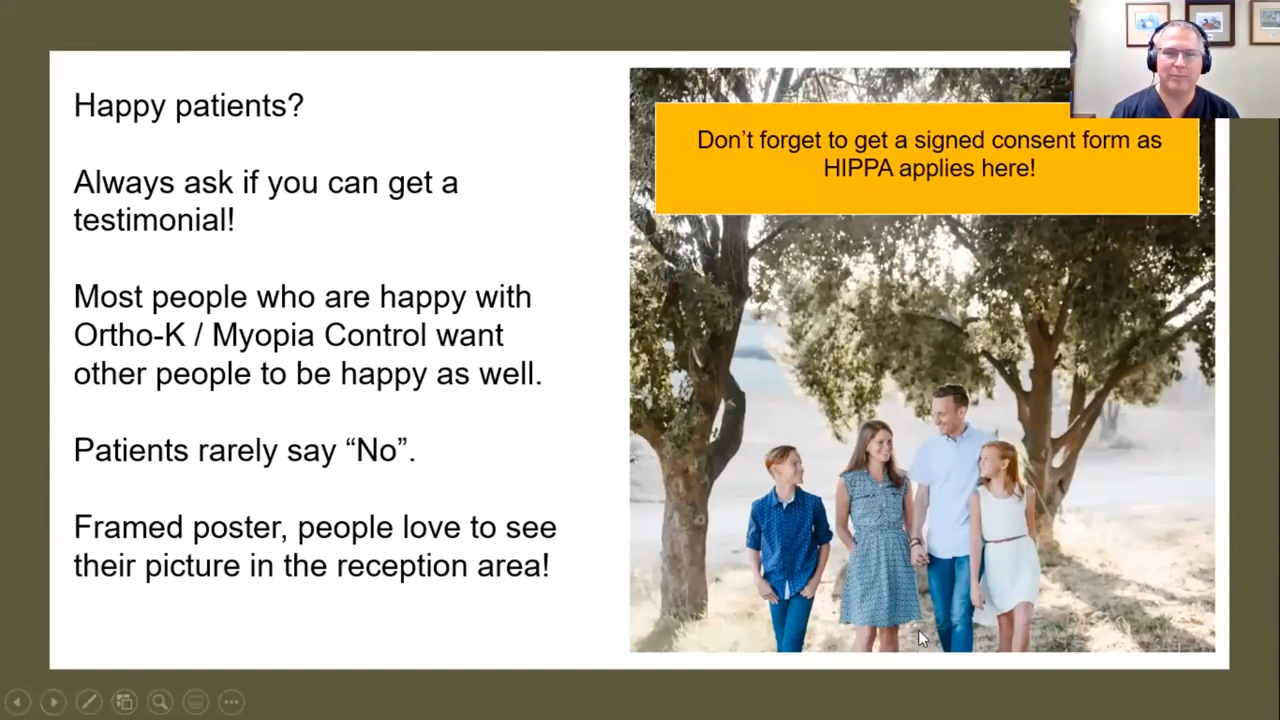 Happy patients?
Always ask if you can get a
testimonial!
Most people who are happy with
Ortho-K / Myopia Control want
other people to be happy as well.
Patients rarely say “No”.
Framed poster, people love to see
their picture in the reception area!
Don’t forget to get a signed consent form as
HIPPA applies here!